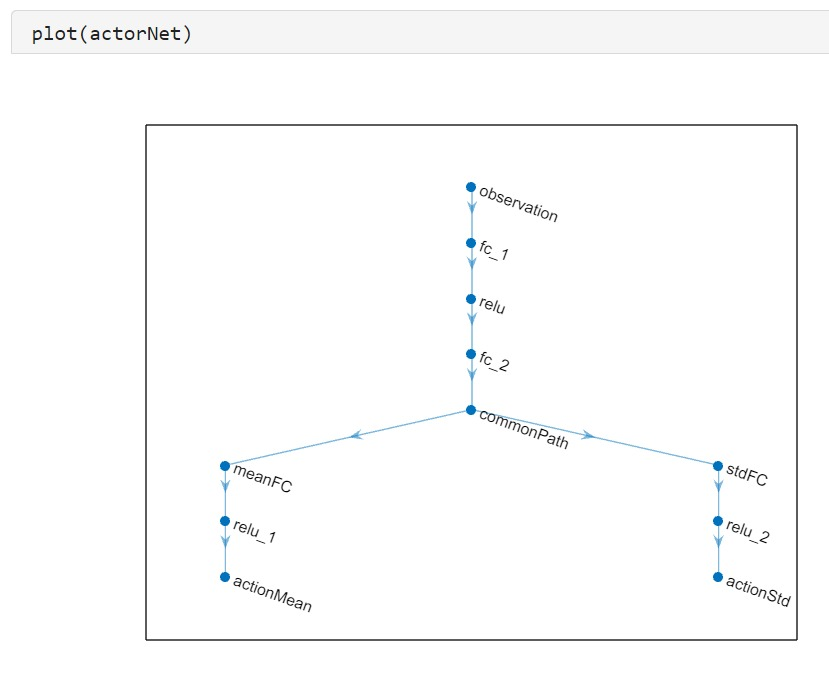 plot(actorNet)
observation
fc_1
relu
fc_2
commonPath
meanFC
stdFC
relu_1
relu_2
actionMean
actionStd